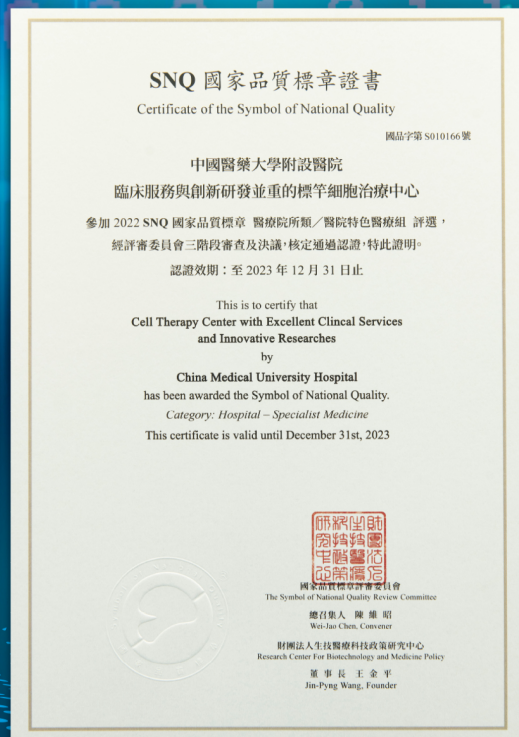 SNQ 國家品質標章證書
Certificate of the Symbol of National Quality
國品字第 S010166 號
中國醫藥大學附設醫院
臨床服務與創新研發並重的標竿細胞治療中心
參加 2022 SNQ 國家品質標章 醫療院所類／醫院特色醫療組 評選，
經評審委員會三階段審查及決議，核定通過認證，特此證明。
認證效期：至 2023 年 12 月 31 日止
This is to certify that
Cell Therapy Center with Excellent Clincal Services
and Innovative Researches
by
China Medical University Hospital
has been awarded the Symbol of National Quality.
Category: Hospital – Specialist Medicine
This certificate is valid until December 31st, 2023
國家品質標章評審委員會
The Symbol of National Quality Review Committee
總召集人 陳維昭
Wei-Jao Chen, Convener
財團法人生技醫療科技政策研究中心
Research Center For Biotechnology and Medicine Policy
董事長 王金平
Jin-Pyng Wang, Founder